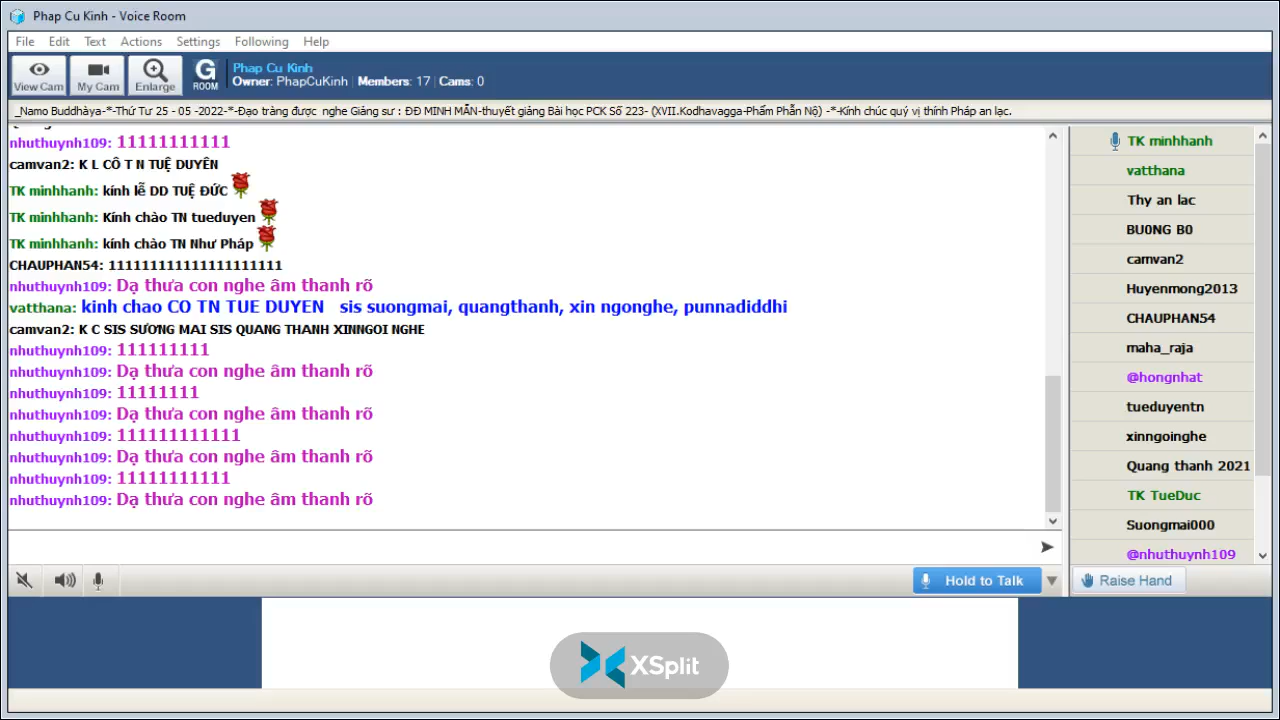 Phap Cu Kinh - Voice Room
File Edit Text Actions Settings Following Help
View Cam My Cam Enlarge G ROOM
Phap Cu Kinh
Owner: PhapCuKinh | Members: 17 | Cams: 0
_Namo Buddhàya-*-Thứ Tư 25 - 05 -2022-*-Đạo tràng được nghe Giảng sư : ĐĐ MINH MẪN-thuyết giảng Bài học PCK Số 223- (XVII.Kodhavagga-Phẩm Phẫn Nộ) -*-Kính chúc quý vị thính Pháp an lạc.
nhuthuynh109: 11111111111
camvan2: K L CÔ T N TUỆ DUYÊN
TK minhhanh: kính lễ DD TUỆ ĐỨC
TK minhhanh: Kính chào TN tueduyen
TK minhhanh: kính chào TN Như Pháp
CHAUPHAN54: 111111111111111111111
nhuthuynh109: Dạ thưa con nghe âm thanh rõ
vatthana: kinh chao CO TN TUE DUYEN sis suongmai, quangthanh, xin ngonghe, punnadiddhi
camvan2: K C SIS SƯƠNG MAI SIS QUANG THANH XINNGOI NGHE
nhuthuynh109: 111111111
nhuthuynh109: Dạ thưa con nghe âm thanh rõ
nhuthuynh109: 11111111
nhuthuynh109: Dạ thưa con nghe âm thanh rõ
nhuthuynh109: 111111111111
nhuthuynh109: Dạ thưa con nghe âm thanh rõ
nhuthuynh109: 11111111111
nhuthuynh109: Dạ thưa con nghe âm thanh rõ
TK minhhanh
vatthana
Thy an lac
BU0NG B0
camvan2
Huyenmong2013
CHAUPHAN54
maha_raja
@hongnhat
tueduyentn
xinngoinghe
Quang thanh 2021
TK TueDuc
Suongmai000
@nhuthuynh109
Hold to Talk
Raise Hand
XSplit